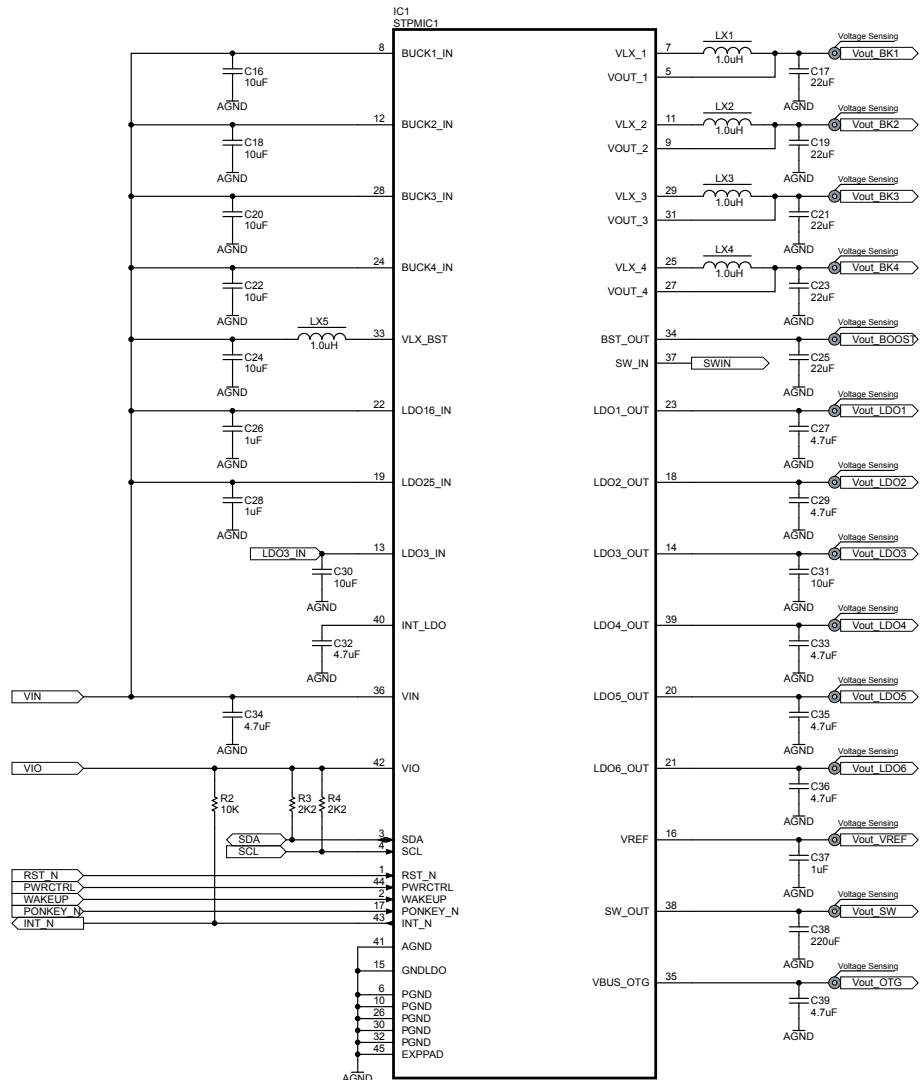 IC1
STPMIC1
8 BUCK1_IN VLX_1 7 LX1 1.0uH Voltage Sensing Vout_BK1
C16 10uF AGND VOUT_1 5 C17 22uF AGND
12 BUCK2_IN VLX_2 11 LX2 1.0uH Voltage Sensing Vout_BK2
C18 10uF AGND VOUT_2 9 C19 22uF AGND
28 BUCK3_IN VLX_3 29 LX3 1.0uH Voltage Sensing Vout_BK3
C20 10uF AGND VOUT_3 31 C21 22uF AGND
24 BUCK4_IN VLX_4 25 LX4 1.0uH Voltage Sensing Vout_BK4
C22 10uF AGND VOUT_4 27 C23 22uF AGND
LX5 1.0uH 33 VLX_BST BST_OUT 34 Voltage Sensing Vout_BOOST
C24 10uF AGND SW_IN 37 SWIN C25 22uF AGND
22 LDO16_IN LDO1_OUT 23 Voltage Sensing Vout_LDO1
C26 1uF AGND C27 4.7uF AGND
19 LDO25_IN LDO2_OUT 18 Voltage Sensing Vout_LDO2
C28 1uF AGND C29 4.7uF AGND
LDO3_IN 13 LDO3_IN LDO3_OUT 14 Voltage Sensing Vout_LDO3
C30 10uF AGND C31 10uF AGND
40 INT_LDO LDO4_OUT 39 Voltage Sensing Vout_LDO4
C32 4.7uF AGND C33 4.7uF AGND
VIN 36 VIN LDO5_OUT 20 Voltage Sensing Vout_LDO5
C34 4.7uF AGND C35 4.7uF AGND
VIO 42 VIO LDO6_OUT 21 Voltage Sensing Vout_LDO6
R2 10K R3 2K2 R4 2K2 C36 4.7uF AGND
SDA 3 SDA VREF 16 Voltage Sensing Vout_VREF
SCL 4 SCL C37 1uF AGND
RST_N 1 RST_N
PWRCTRL 44 PWRCTRL
WAKEUP 2 WAKEUP
PONKEY_N 17 PONKEY_N SW_OUT 38 Voltage Sensing Vout_SW
INT_N 43 INT_N C38 220uF AGND
41 AGND
15 GNDLDO VBUS_OTG 35 Voltage Sensing Vout_OTG
6 PGND C39 4.7uF AGND
10 PGND
26 PGND
30 PGND
32 PGND
45 EXPPAD
AGND